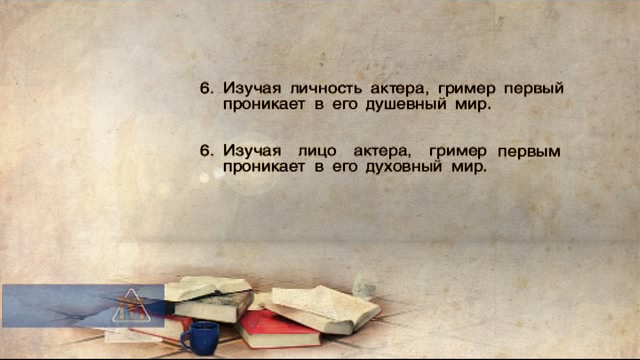 6. Изучая личность актера, гример первый
проникает в его душевный мир.
6. Изучая лицо актера, гример первым
проникает в его духовный мир.